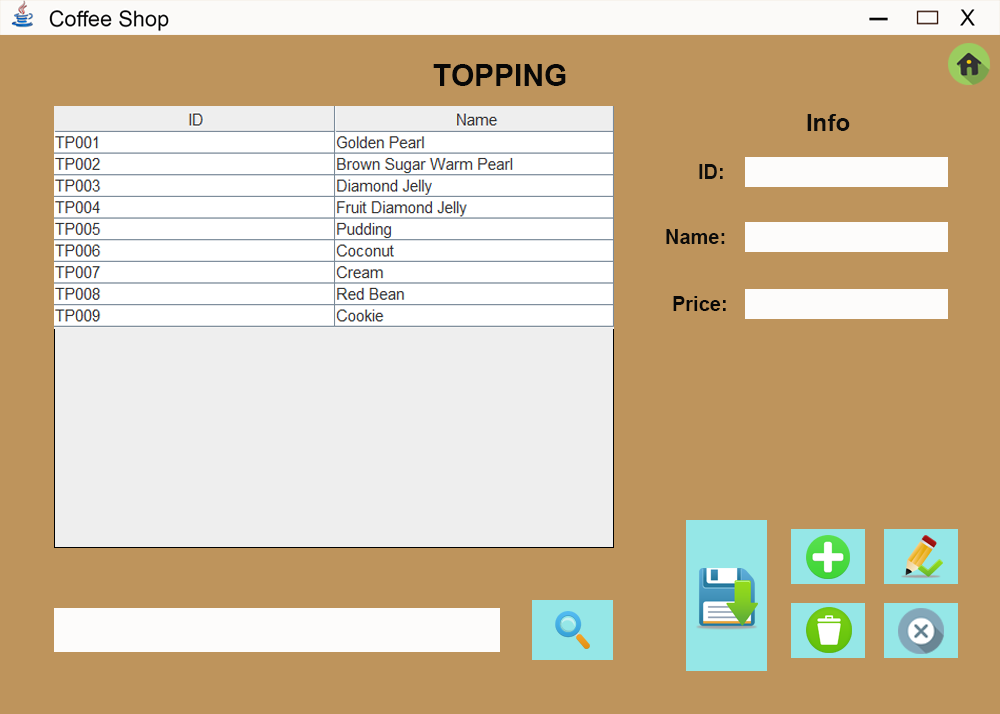 Coffee Shop
X
TOPPING
ID Name
TP001 Golden Pearl
TP002 Brown Sugar Warm Pearl
TP003 Diamond Jelly
TP004 Fruit Diamond Jelly
TP005 Pudding
TP006 Coconut
TP007 Cream
TP008 Red Bean
TP009 Cookie
Info
ID:
Name:
Price: